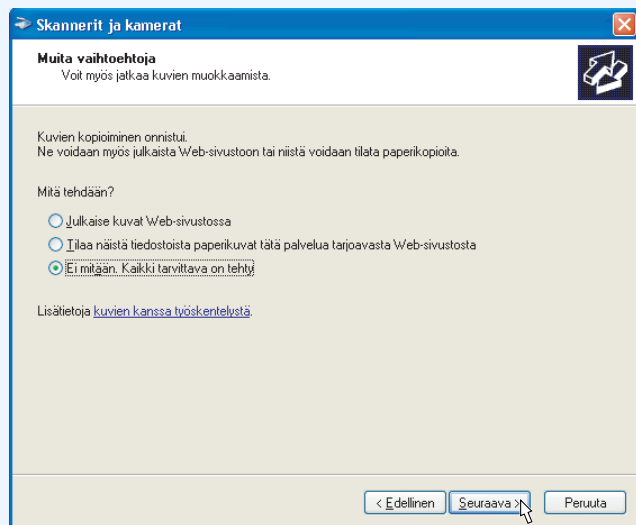 Skannerit ja kamerat
Muita vaihtoehtoja
Voit myös jatkaa kuvien muokkaamista.
Kuvien kopioiminen onnistui.
Ne voidaan myös julkaista Web-sivustoon tai niistä voidaan tilata paperikopioita.
Mitä tehdään?
Julkaise kuvat Web-sivustossa
Tilaa näistä tiedostoista paperikuvat tätä palvelua tarjoavasta Web-sivustosta
Ei mitään. Kaikki tarvittava on tehty
Lisätietoja kuvien kanssa työskentelystä.
< Edellinen Seuraava > Peruuta